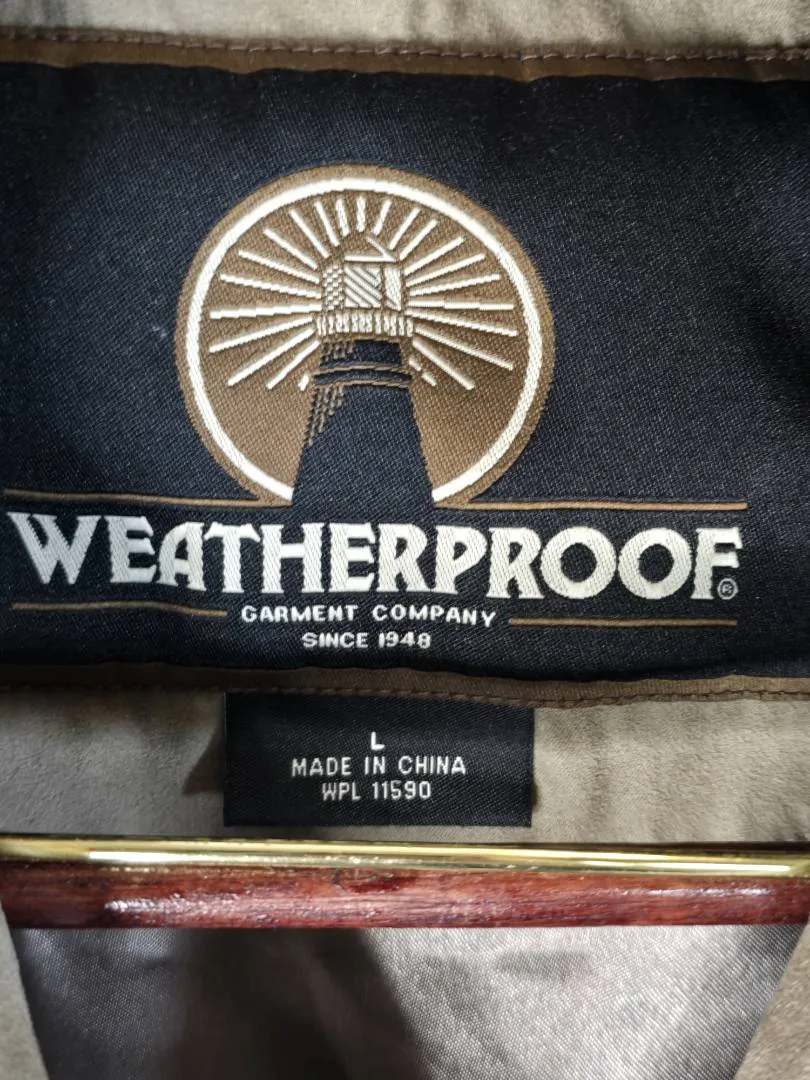 WEATHERPROOF®
GARMENT COMPANY
SINCE 1948
L
MADE IN CHINA
WPL 11590